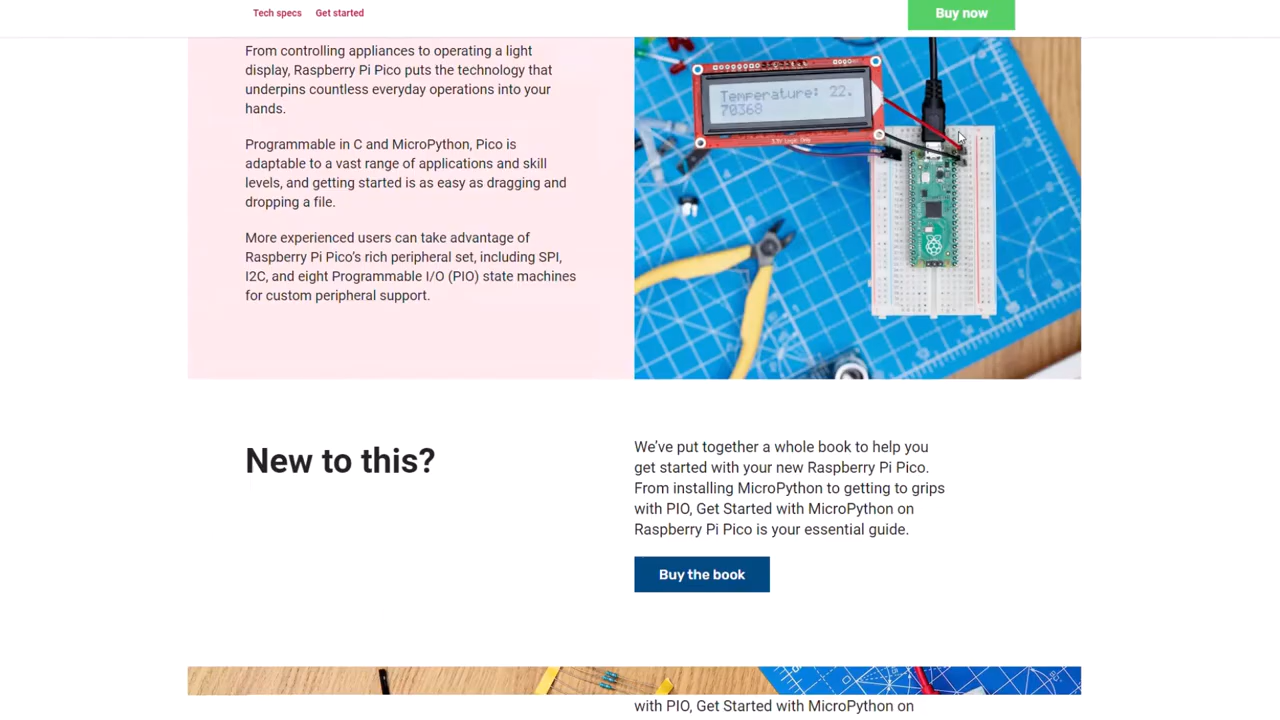 Tech specs Get started
Buy now
From controlling appliances to operating a light
display, Raspberry Pi Pico puts the technology that
underpins countless everyday operations into your
hands.
Programmable in C and MicroPython, Pico is
adaptable to a vast range of applications and skill
levels, and getting started is as easy as dragging and
dropping a file.
More experienced users can take advantage of
Raspberry Pi Pico’s rich peripheral set, including SPI,
I2C, and eight Programmable I/O (PIO) state machines
for custom peripheral support.
Temperature: 22.
70368
3.3V Logic Only
New to this?
We’ve put together a whole book to help you
get started with your new Raspberry Pi Pico.
From installing MicroPython to getting to grips
with PIO, Get Started with MicroPython on
Raspberry Pi Pico is your essential guide.
Buy the book
with PIO, Get Started with MicroPython on